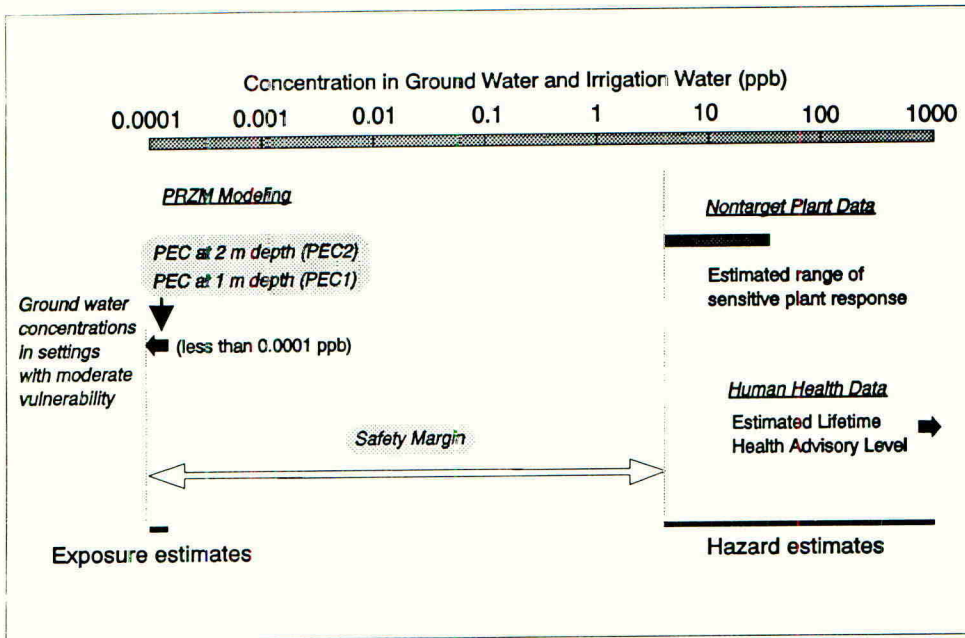 Concentration in Ground Water and Irrigation Water (ppb)
0.0001 0.001 0.01 0.1 1 10 100 1000
PRZM Modeling
PEC at 2 m depth (PEC2)
PEC at 1 m depth (PEC1)
Ground water
concentrations
in settings
with moderate
vulnerability
(less than 0.0001 ppb)
Safety Margin
Nontarget Plant Data
Estimated range of
sensitive plant response
Human Health Data
Estimated Lifetime
Health Advisory Level
Exposure estimates
Hazard estimates